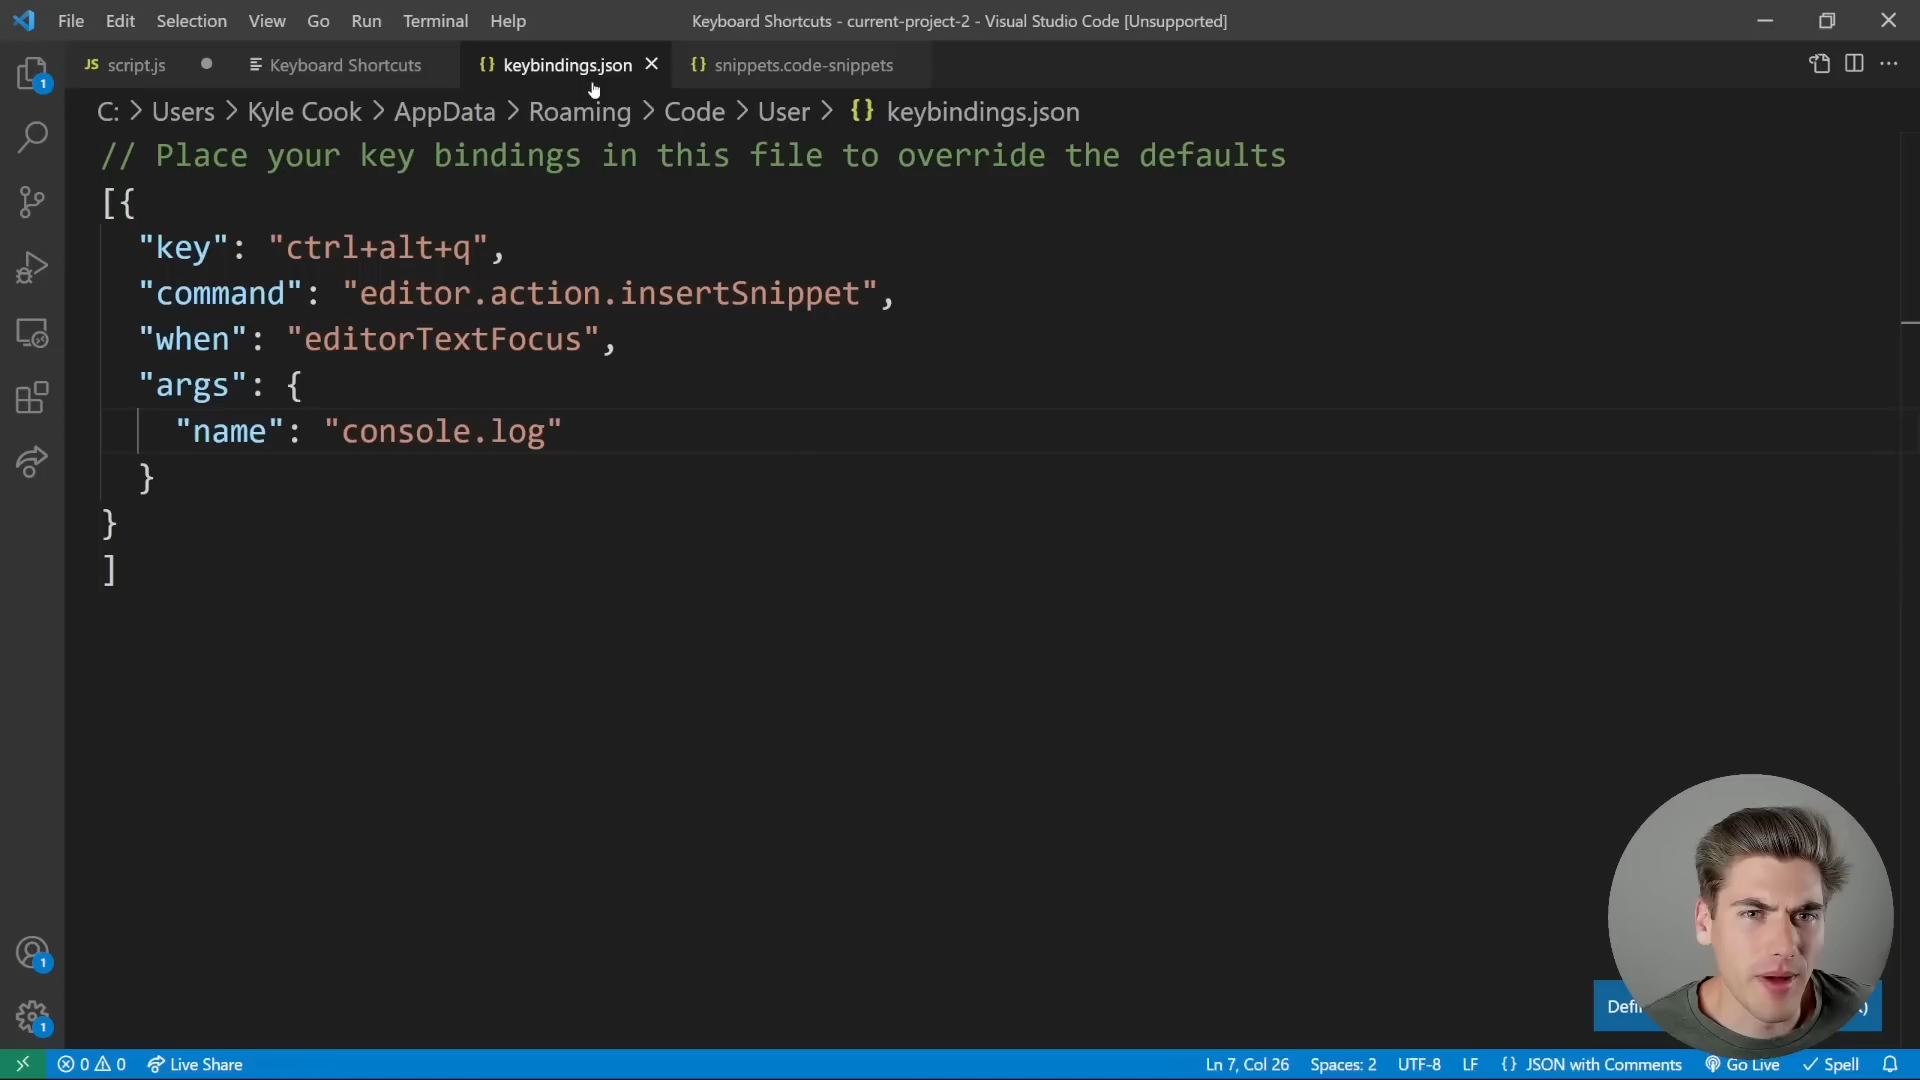 File Edit Selection View Go Run Terminal Help Keyboard Shortcuts - current-project-2 - Visual Studio Code [Unsupported]
1 JS script.js Keyboard Shortcuts {} keybindings.json snippets.code-snippets
C: > Users > Kyle Cook > AppData > Roaming > Code > User > {} keybindings.json
// Place your key bindings in this file to override the defaults
[{
"key": "ctrl+alt+q",
"command": "editor.action.insertSnippet",
"when": "editorTextFocus",
"args": {
"name": "console.log"
}
}
]
1
1
0 0 Live Share Ln 7, Col 26 Spaces: 2 UTF-8 LF {} JSON with Comments Go Live Spell